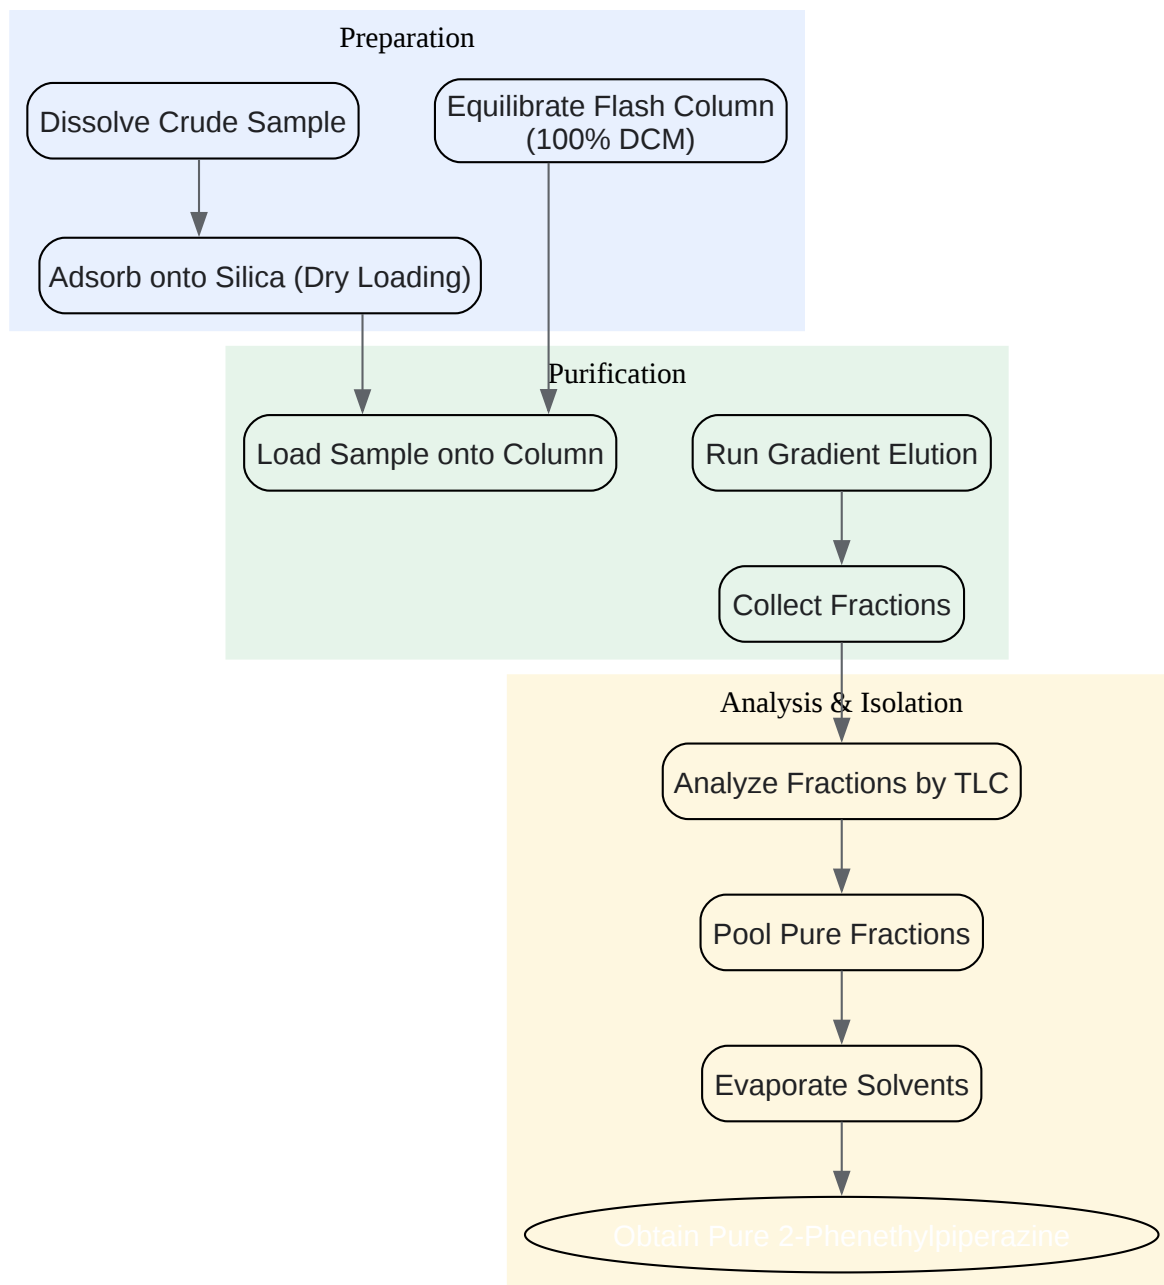 Preparation
Dissolve Crude Sample
Equilibrate Flash Column
(100% DCM)
Adsorb onto Silica (Dry Loading)
Purification
Load Sample onto Column
Run Gradient Elution
Collect Fractions
Analysis & Isolation
Analyze Fractions by TLC
Pool Pure Fractions
Evaporate Solvents
Obtain Pure 2-Phenethylpiperazine